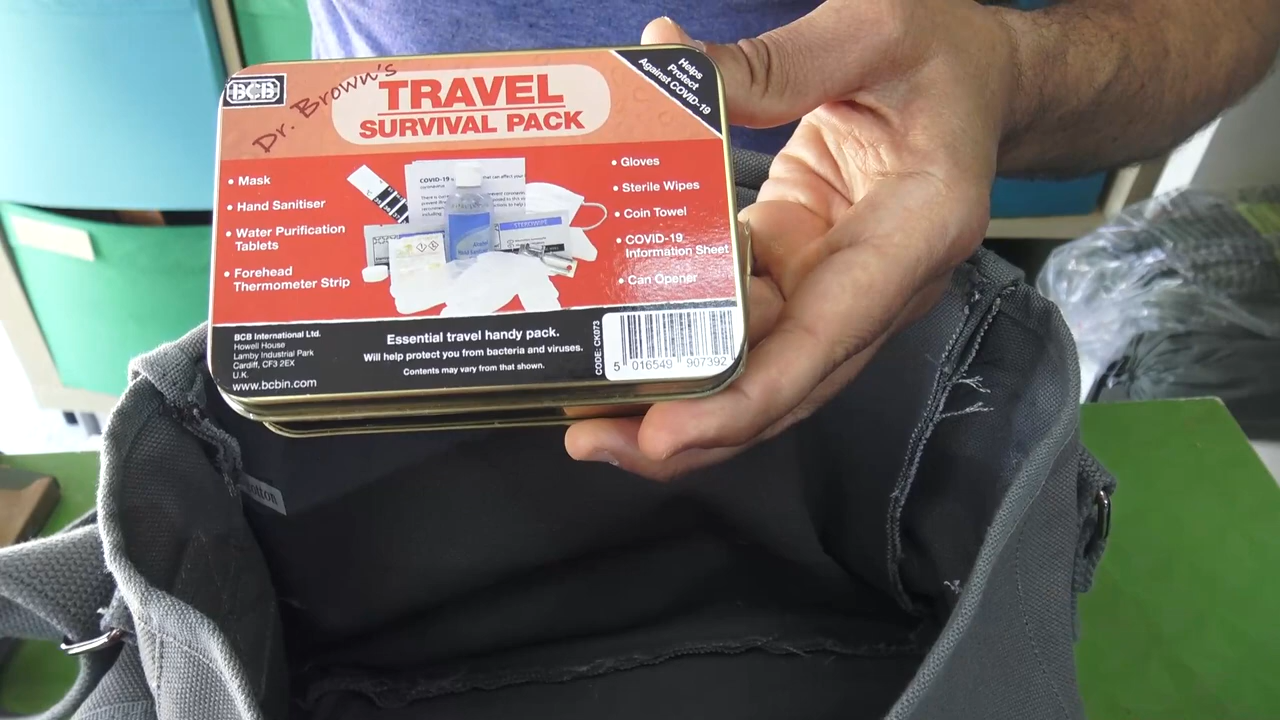 BCB
Dr. Brown's
TRAVEL
SURVIVAL PACK
Helps
Protect
Against COVID-19
• Mask
• Hand Sanitiser
• Water Purification
Tablets
• Forehead
Thermometer Strip
COVID-19
• Gloves
• Sterile Wipes
• Coin Towel
• COVID-19
Information Sheet
• Can Opener
BCB International Ltd.
Howell House
Lamby Industrial Park
Cardiff, CF3 2EX
U.K.
www.bcbin.com
Essential travel handy pack.
Will help protect you from bacteria and viruses.
Contents may vary from that shown.
CODE: CK073
5 016549 907392